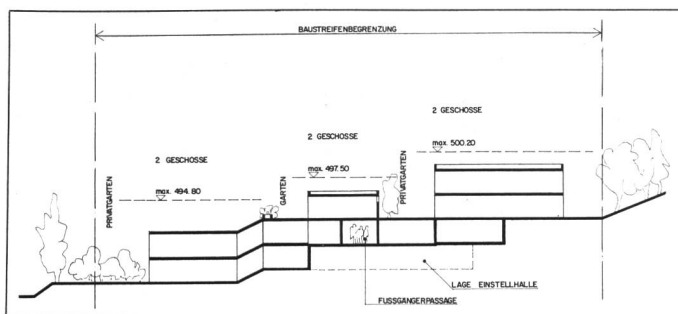 BAUSTREIFENBEGRENZUNG
2 GESCHOSSE
2 GESCHOSSE
max. 500.20
2 GESCHOSSE
max. 497.50
max. 494.80
PRIVATGARTEN
GARTEN
PRIVATGARTEN
LAGE EINSTELLHALLE
FUSSGÄNGERPASSAGE